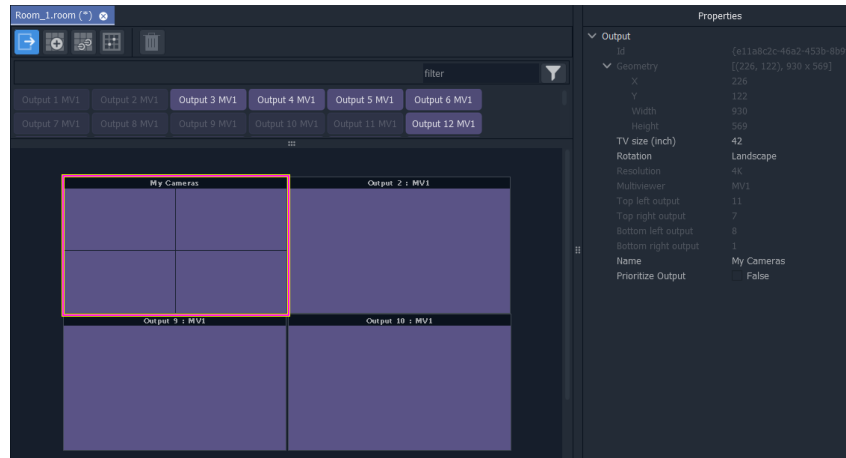 Room_1.room (*)
Properties
Output
Id {e11a8c2c-46a2-453b-8b9
Geometry [(226, 122), 930 x 569]
X 226
Y 122
Width 930
Height 569
TV size (inch) 42
Rotation Landscape
Resolution 4K
Multiviewer MV1
Top left output 11
Top right output 7
Bottom left output 8
Bottom right output 1
Name My Cameras
Prioritize Output False
filter
Output 1 MV1 Output 2 MV1 Output 3 MV1 Output 4 MV1 Output 5 MV1 Output 6 MV1
Output 7 MV1 Output 8 MV1 Output 9 MV1 Output 10 MV1 Output 11 MV1 Output 12 MV1
My Cameras Output 2 : MV1
Output 9 : MV1 Output 10 : MV1